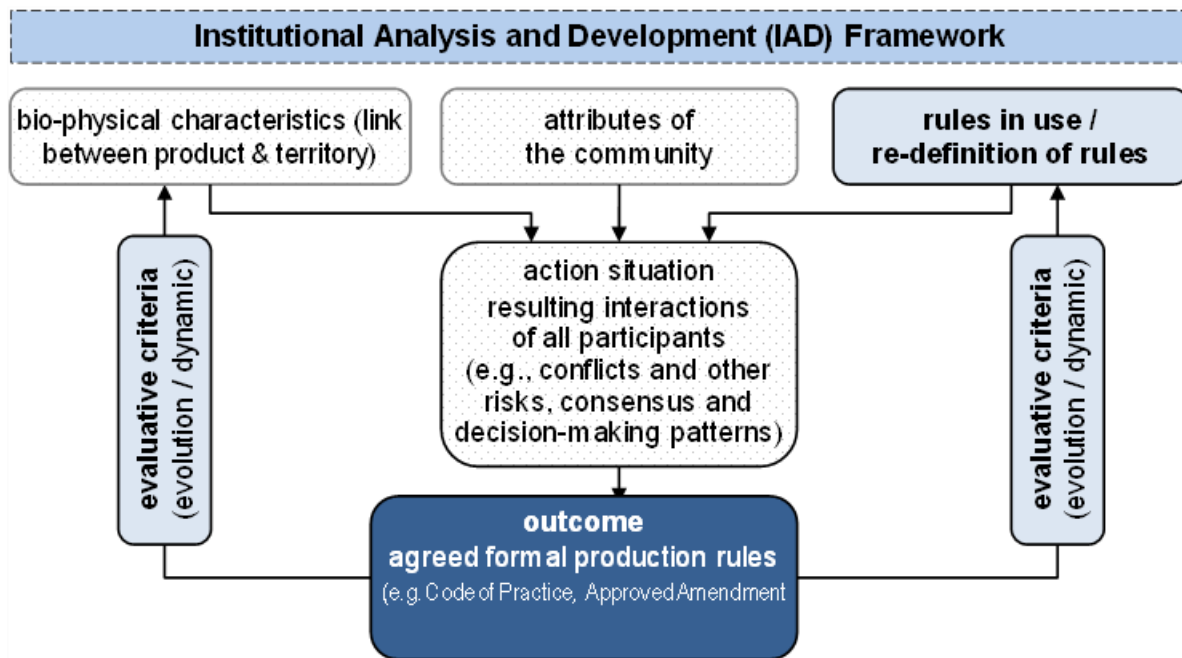 Institutional Analysis and Development (IAD) Framework
bio-physical characteristics (link
between product & territory)
attributes of
the community
rules in use /
re-definition of rules
evaluative criteria
(evolution / dynamic)
action situation
resulting interactions
of all participants
(e.g., conflicts and other
risks, consensus and
decision-making patterns)
evaluative criteria
(evolution / dynamic)
outcome
agreed formal production rules
(e.g. Code of Practice, Approved Amendment